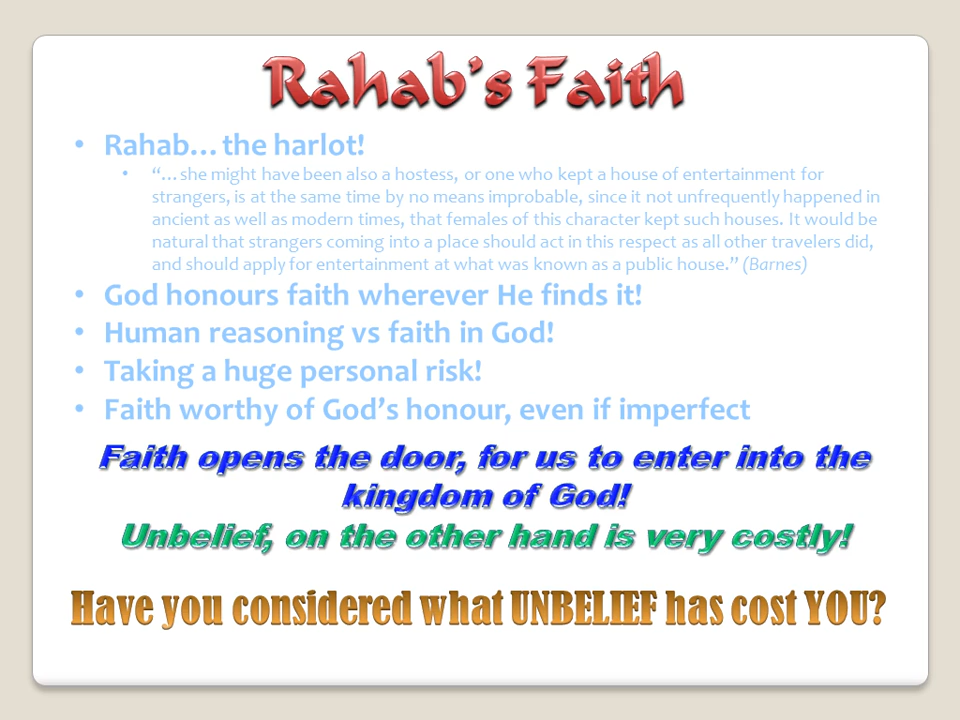 Rahab's Faith
• Rahab…the harlot!
• "…she might have been also a hostess, or one who kept a house of entertainment for
strangers, is at the same time by no means improbable, since it not unfrequently happened in
ancient as well as modern times, that females of this character kept such houses. It would be
natural that strangers coming into a place should act in this respect as all other travelers did,
and should apply for entertainment at what was known as a public house." (Barnes)
• God honours faith wherever He finds it!
• Human reasoning vs faith in God!
• Taking a huge personal risk!
• Faith worthy of God's honour, even if imperfect
Faith opens the door, for us to enter into the
kingdom of God!
Unbelief, on the other hand is very costly!
Have you considered what UNBELIEF has cost YOU?